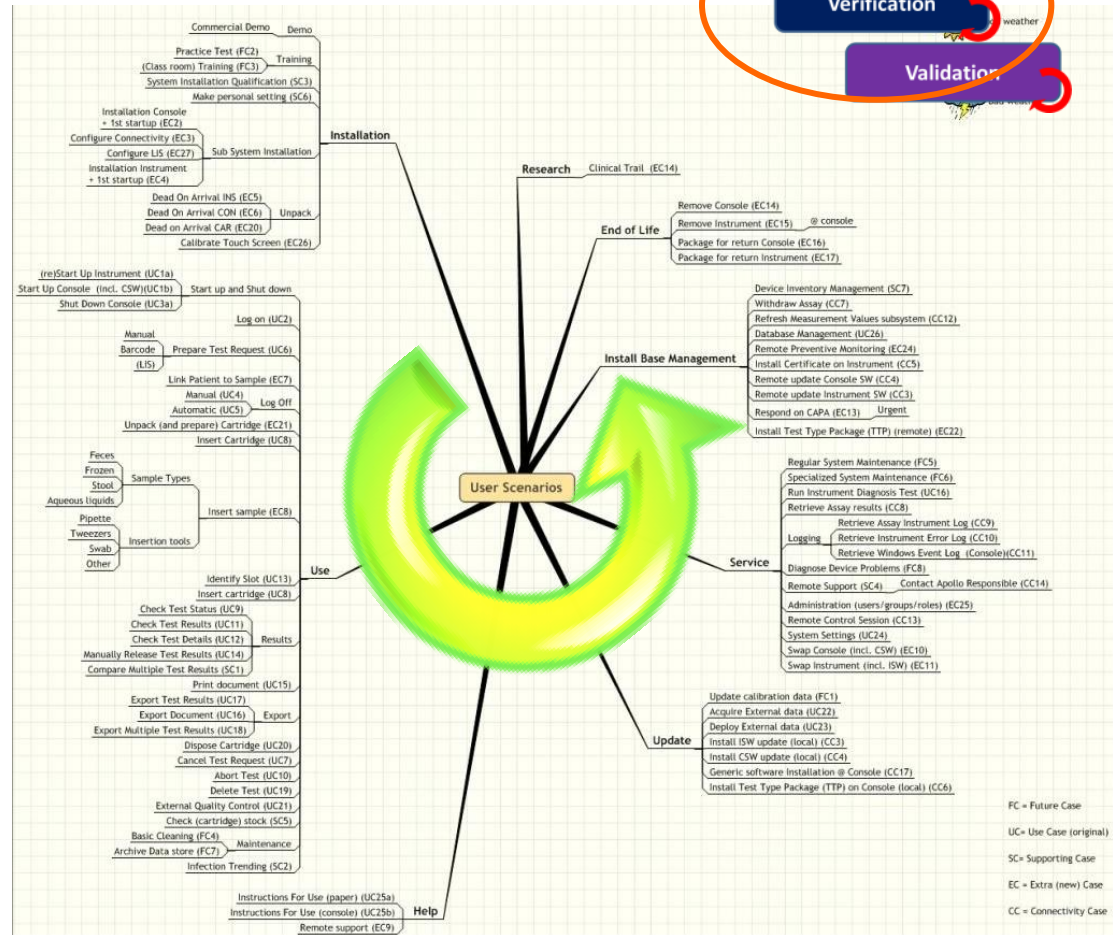 Verification
weather
Validation
Bad weather
Commercial Demo
Demo
Practice Test (FC2)
(Class room) Training (FC3)
Training
System Installation Qualification (SC3)
Make personal setting (SC6)
Installation Console
+ 1st startup (EC2)
Configure Connectivity (EC3)
Configure LIS (EC27)
Installation Instrument
+ 1st startup (EC4)
Sub System Installation
Dead On Arrival INS (EC5)
Dead On Arrival CON (EC6)
Dead on Arrival CAR (EC20)
Unpack
Calibrate Touch Screen (EC26)
Installation
Research
Clinical Trail (EC14)
End of Life
Remove Console (EC14)
Remove Instrument (EC15)
@ console
Package for return Console (EC16)
Package for return Instrument (EC17)
Install Base Management
Device Inventory Management (SC7)
Withdraw Assay (CC7)
Refresh Measurement Values subsystem (CC12)
Database Management (UC26)
Remote Preventive Monitoring (EC24)
Install Certificate on Instrument (CC5)
Remote update Console SW (CC4)
Remote update Instrument SW (CC3)
Respond on CAPA (EC13)
Urgent
Install Test Type Package (TTP) (remote) (EC22)
(re)Start Up Instrument (UC1a)
Start Up Console (incl. CSW)(UC1b)
Shut Down Console (UC3a)
Start up and Shut down
Log on (UC2)
Manual
Barcode
(LIS)
Prepare Test Request (UC6)
Link Patient to Sample (EC7)
Manual (UC4)
Automatic (UC5)
Log Off
Unpack (and prepare) Cartridge (EC21)
Insert Cartridge (UC8)
Feces
Frozen
Stool
Aqueous liquids
Sample Types
Pipette
Tweezers
Swab
Other
Insertion tools
Insert sample (EC8)
Identify Slot (UC13)
Insert cartridge (UC8)
Check Test Status (UC9)
Check Test Results (UC11)
Check Test Details (UC12)
Manually Release Test Results (UC14)
Compare Multiple Test Results (SC1)
Results
Print document (UC15)
Export Test Results (UC17)
Export Document (UC16)
Export Multiple Test Results (UC18)
Export
Dispose Cartridge (UC20)
Cancel Test Request (UC7)
Abort Test (UC10)
Delete Test (UC19)
External Quality Control (UC21)
Check (cartridge) stock (SC5)
Basic Cleaning (FC4)
Archive Data store (FC7)
Maintenance
Infection Trending (SC2)
Use
User Scenarios
Service
Regular System Maintenance (FC5)
Specialized System Maintenance (FC6)
Run Instrument Diagnosis Test (UC16)
Retrieve Assay results (CC8)
Logging
Retrieve Assay Instrument Log (CC9)
Retrieve Instrument Error Log (CC10)
Retrieve Windows Event Log (Console)(CC11)
Diagnose Device Problems (FC8)
Remote Support (SC4)
Contact Apollo Responsible (CC14)
Administration (users/groups/roles) (EC25)
Remote Control Session (CC13)
System Settings (UC24)
Swap Console (incl. CSW) (EC10)
Swap Instrument (incl. ISW) (EC11)
Update
Update calibration data (FC1)
Acquire External data (UC22)
Deploy External data (UC23)
Install ISW update (local) (CC3)
Install CSW update (local) (CC4)
Generic software Installation @ Console (CC17)
Install Test Type Package (TTP) on Console (local) (CC6)
Instructions For Use (paper) (UC25a)
Instructions For Use (console) (UC25b)
Remote support (EC9)
Help
FC = Future Case
UC= Use Case (original)
SC= Supporting Case
EC = Extra (new) Case
CC = Connectivity Case